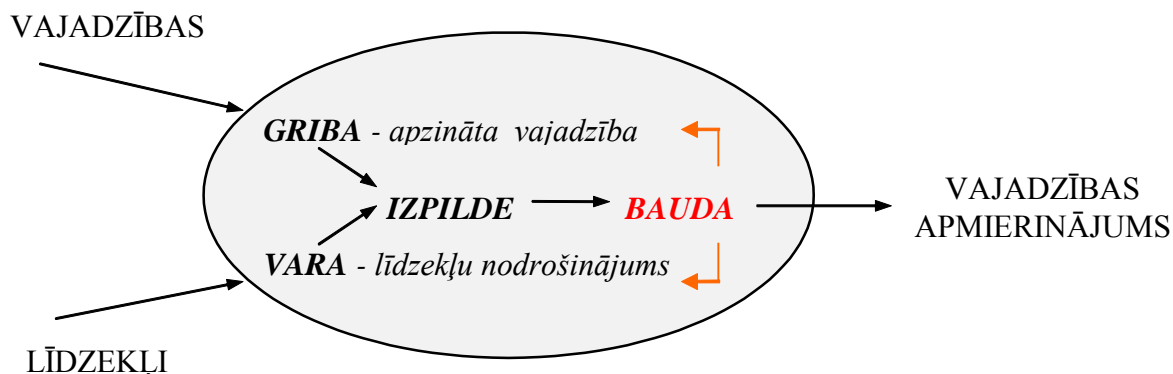 VAJADZĪBAS
GRIBA - apzināta vajadzība
IZPILDE
BAUDA
VAJADZĪBAS
APMIERINĀJUMS
VARA - līdzekļu nodrošinājums
LĪDZEKĻI